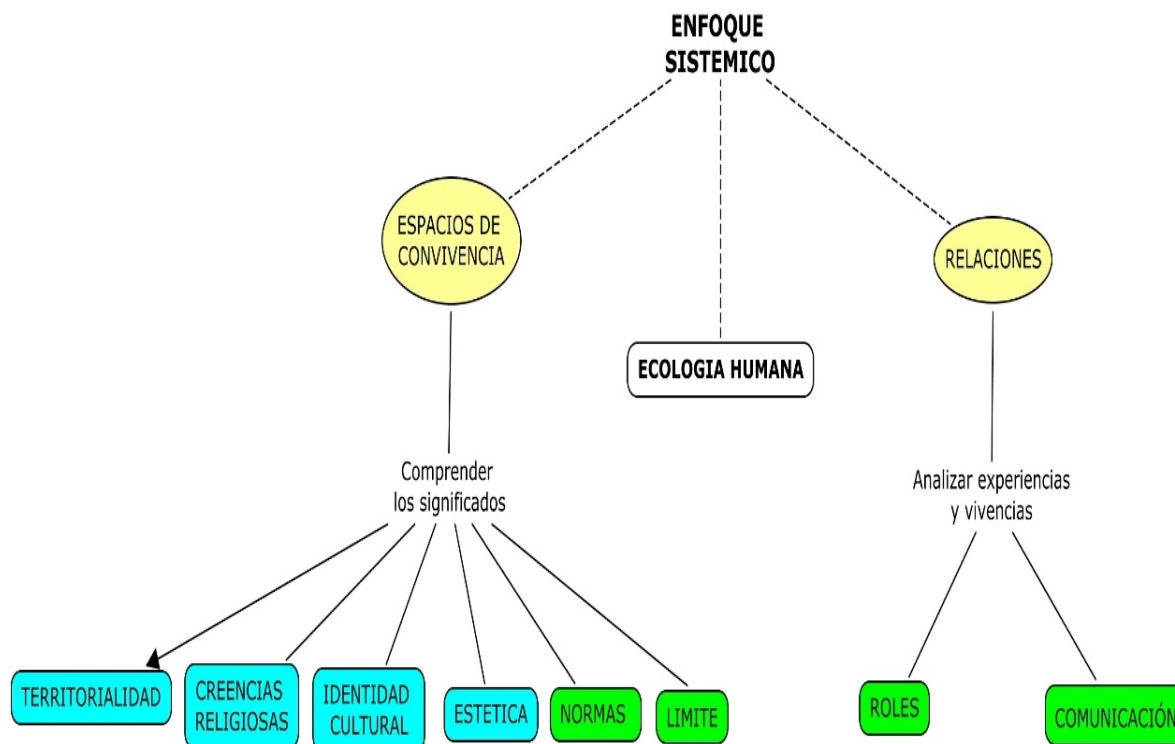 ENFOQUE
SISTEMICO
ESPACIOS DE
CONVIVENCIA
RELACIONES
ECOLOGIA HUMANA
Comprender
los significados
Analizar experiencias
y vivencias
TERRITORIALIDAD
CREENCIAS
RELIGIOSAS
IDENTIDAD
CULTURAL
ESTETICA
NORMAS
LIMITE
ROLES
COMUNICACIÓN